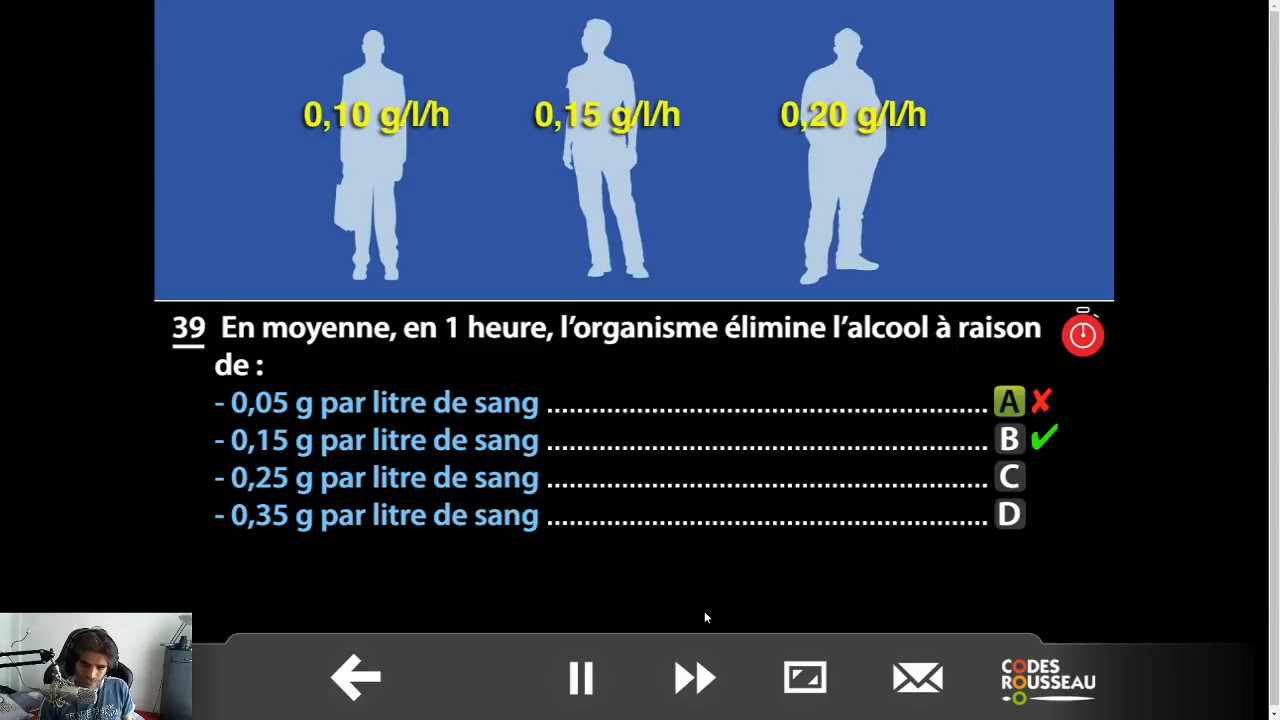 0,10 g/l/h 0,15 g/l/h 0,20 g/l/h
39 En moyenne, en 1 heure, l'organisme élimine l'alcool à raison
de :
- 0,05 g par litre de sang ................................................ A ✘
- 0,15 g par litre de sang ................................................ B ✔
- 0,25 g par litre de sang ................................................ C
- 0,35 g par litre de sang ................................................ D
CODES
ROUSSEAU